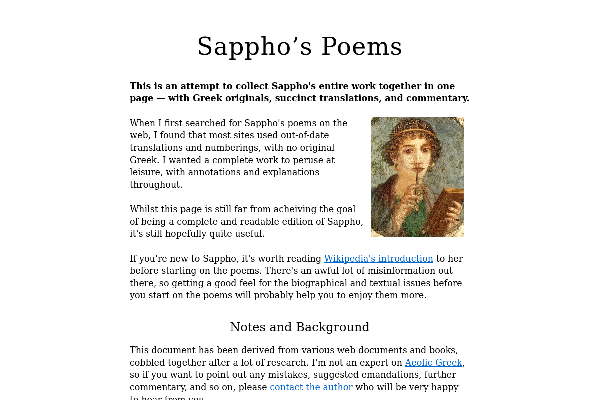 Sappho’s Poems
This is an attempt to collect Sappho's entire work together in one
page — with Greek originals, succinct translations, and commentary.
When I first searched for Sappho's poems on the
web, I found that most sites used out-of-date
translations and numberings, with no original
Greek. I wanted a complete work to peruse at
leisure, with annotations and explanations
throughout.
Whilst this page is still far from acheiving the goal
of being a complete and readable edition of Sappho,
it's still hopefully quite useful.
If you're new to Sappho, it's worth reading Wikipedia's introduction to her
before starting on the poems. There's an awful lot of misinformation out
there, so getting a good feel for the biographical and textual issues before
you start on the poems will probably help you to enjoy them more.
Notes and Background
This document has been derived from various web documents and books,
cobbled together after a lot of research. I'm not an expert on Aeolic Greek,
so if you want to point out any mistakes, suggested emandations, further
commentary, and so on, please contact the author who will be very happy
to hear from you